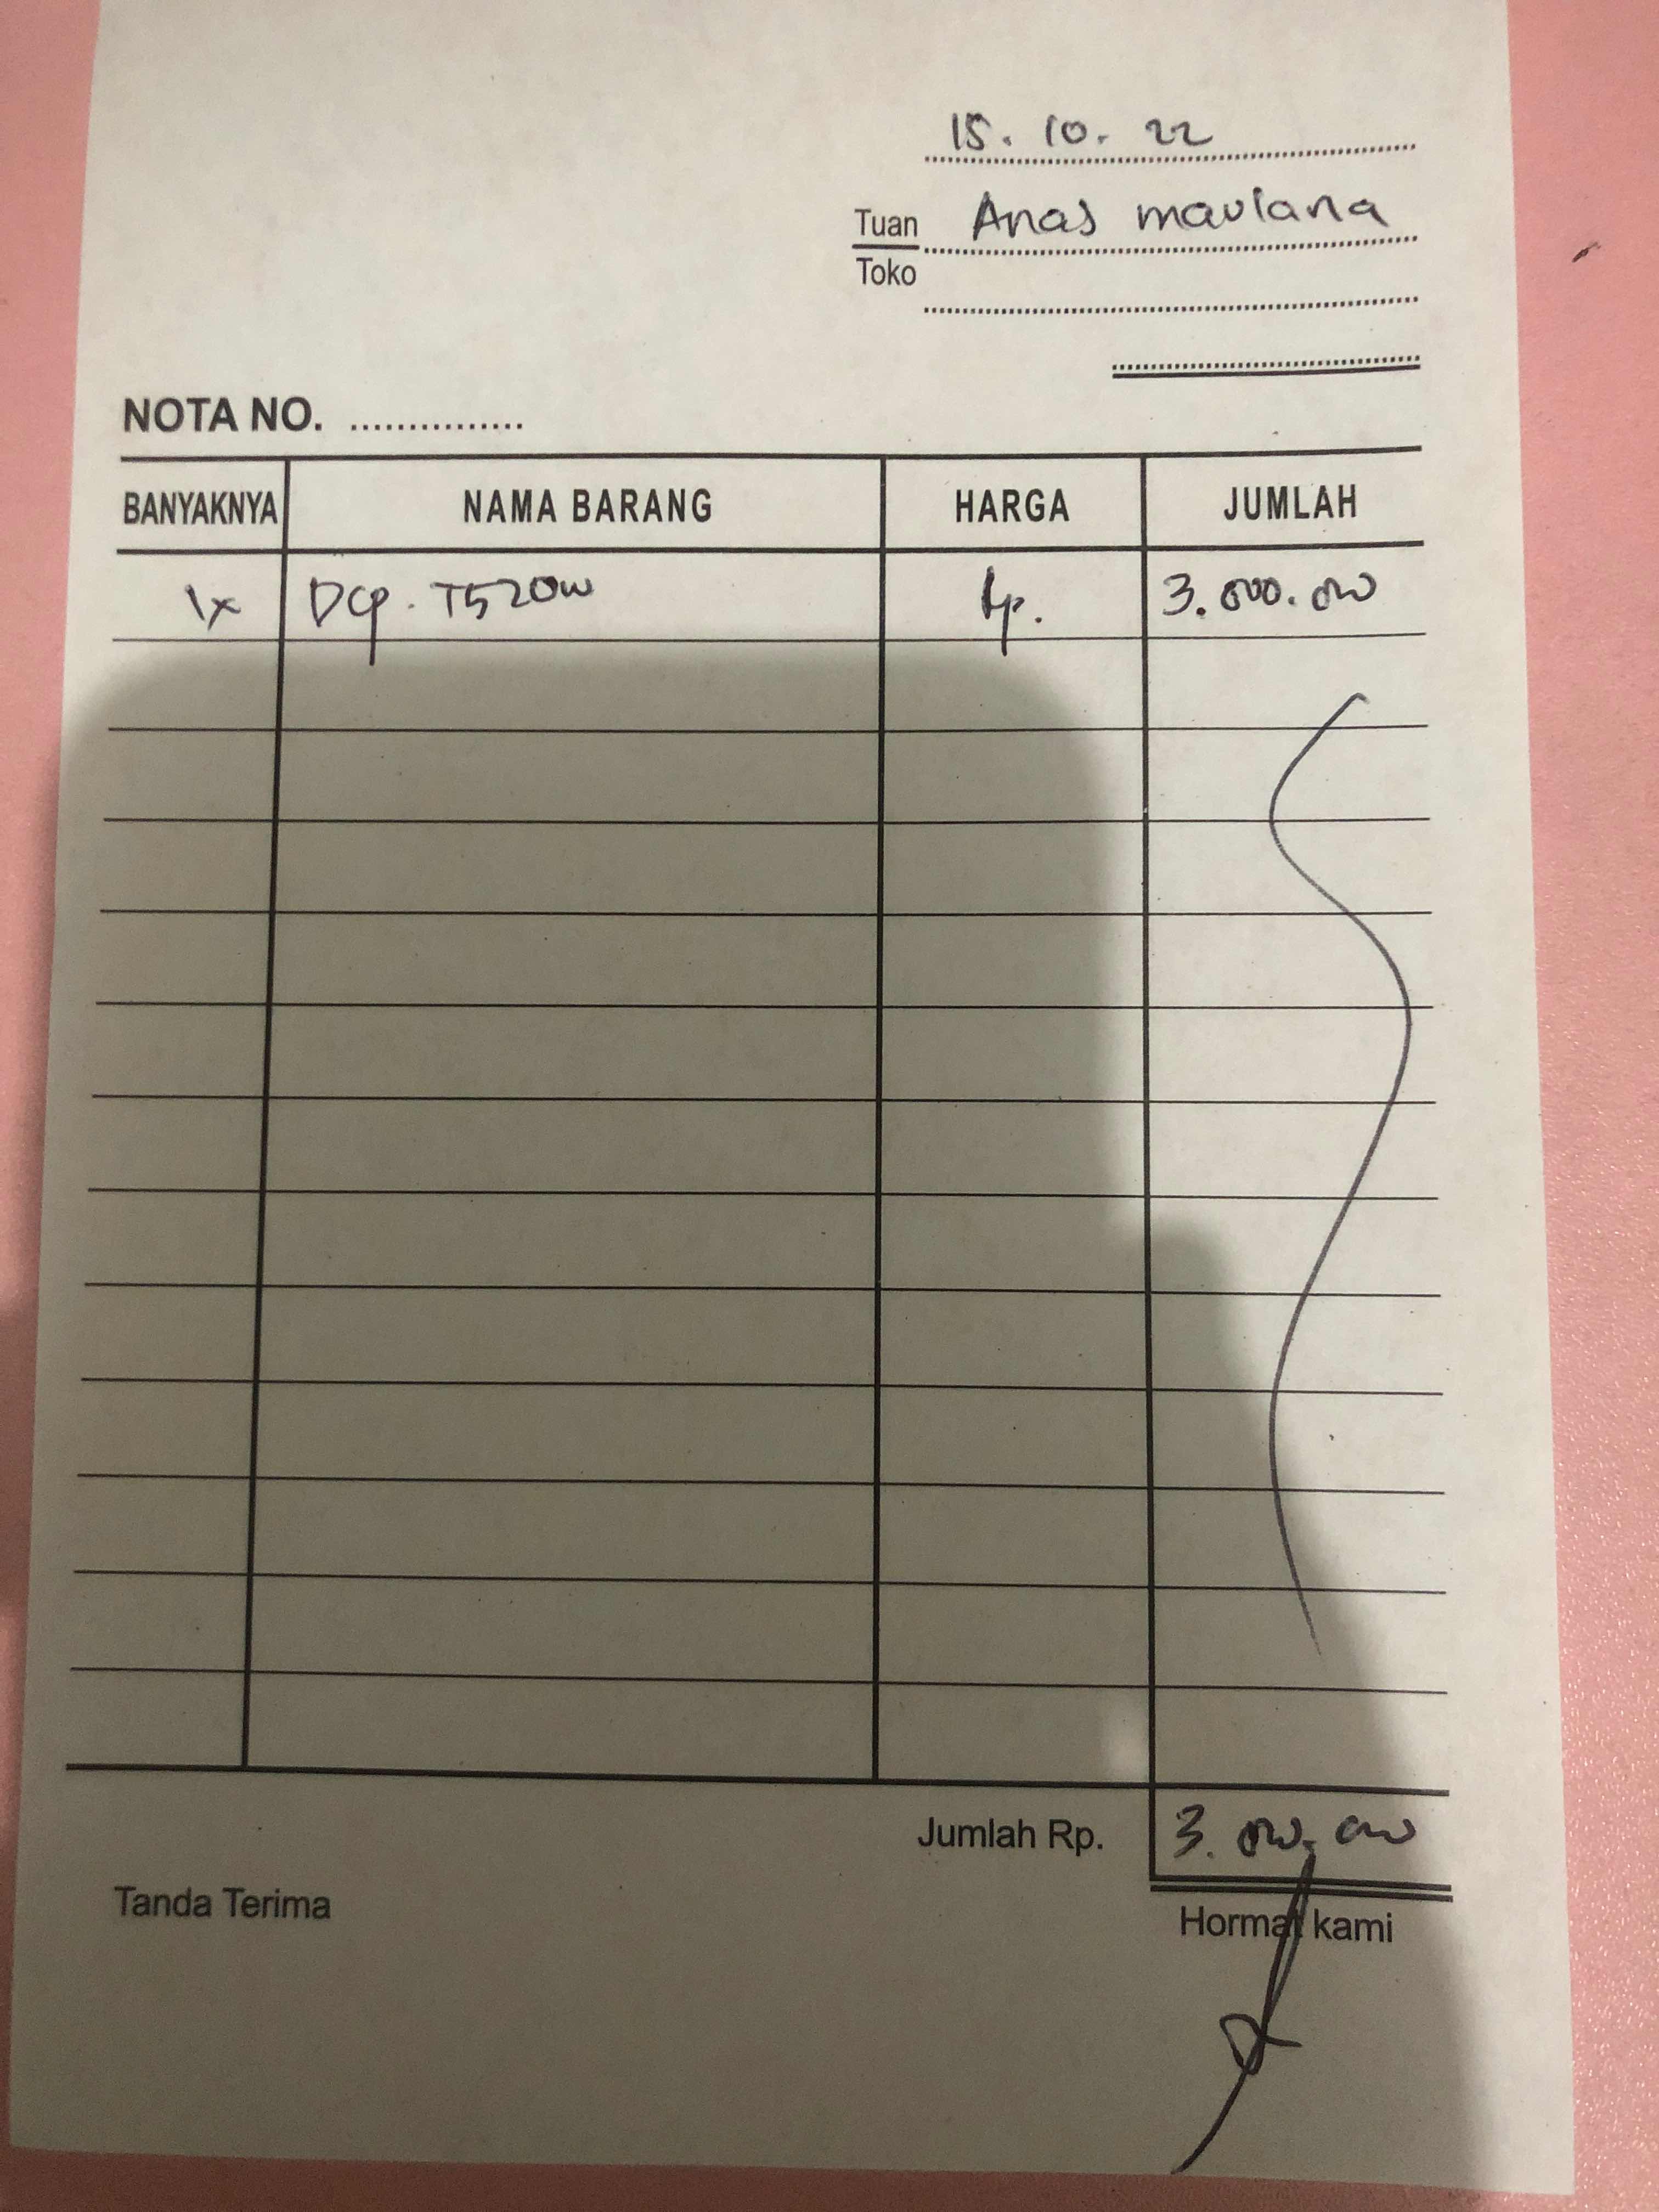 15. 10. 22
Tuan Anas maulana
Toko
NOTA NO. ...............
BANYAKNYA NAMA BARANG HARGA JUMLAH
1x Dcp. T520w Rp. 3.000.000
Jumlah Rp. 3.000.000
Tanda Terima Hormat kami